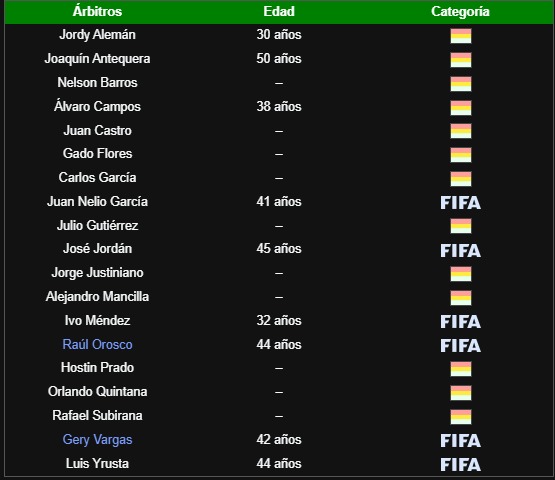 Árbitros Edad Categoría
Jordy Alemán 30 años
Joaquín Antequera 50 años
Nelson Barros –
Álvaro Campos 38 años
Juan Castro –
Gado Flores –
Carlos García –
Juan Nelio García 41 años FIFA
Julio Gutiérrez –
José Jordán 45 años FIFA
Jorge Justiniano –
Alejandro Mancilla –
Ivo Méndez 32 años FIFA
Raúl Orosco 44 años FIFA
Hostin Prado –
Orlando Quintana –
Rafael Subirana –
Gery Vargas 42 años FIFA
Luis Yrusta 44 años FIFA